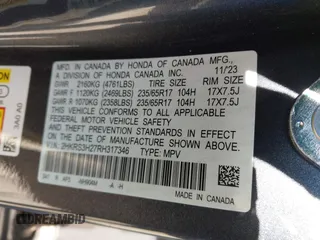 MFD. IN CANADA BY HONDA OF CANADA MFG.,
A DIVISION OF HONDA CANADA INC. 11/23
GVWR 2160KG (4761LBS) TIRE SIZE RIM SIZE
GAWR F 1120KG (2469LBS) 235/65R17 104H 17X7.5J
GAWR R 1070KG (2358LBS) 235/65R17 104H 17X7.5J
THIS VEHICLE CONFORMS TO ALL APPLICABLE
FEDERAL MOTOR VEHICLE SAFETY AND
THEFT PREVENTION STANDARDS IN EFFECT ON
THE DATE OF MANUFACTURE SHOWN ABOVE.
V.I.N.: 2HKRS3H27RH317346 TYPE: MPV
MADE IN CANADA
3A0 A0
DREAMBID